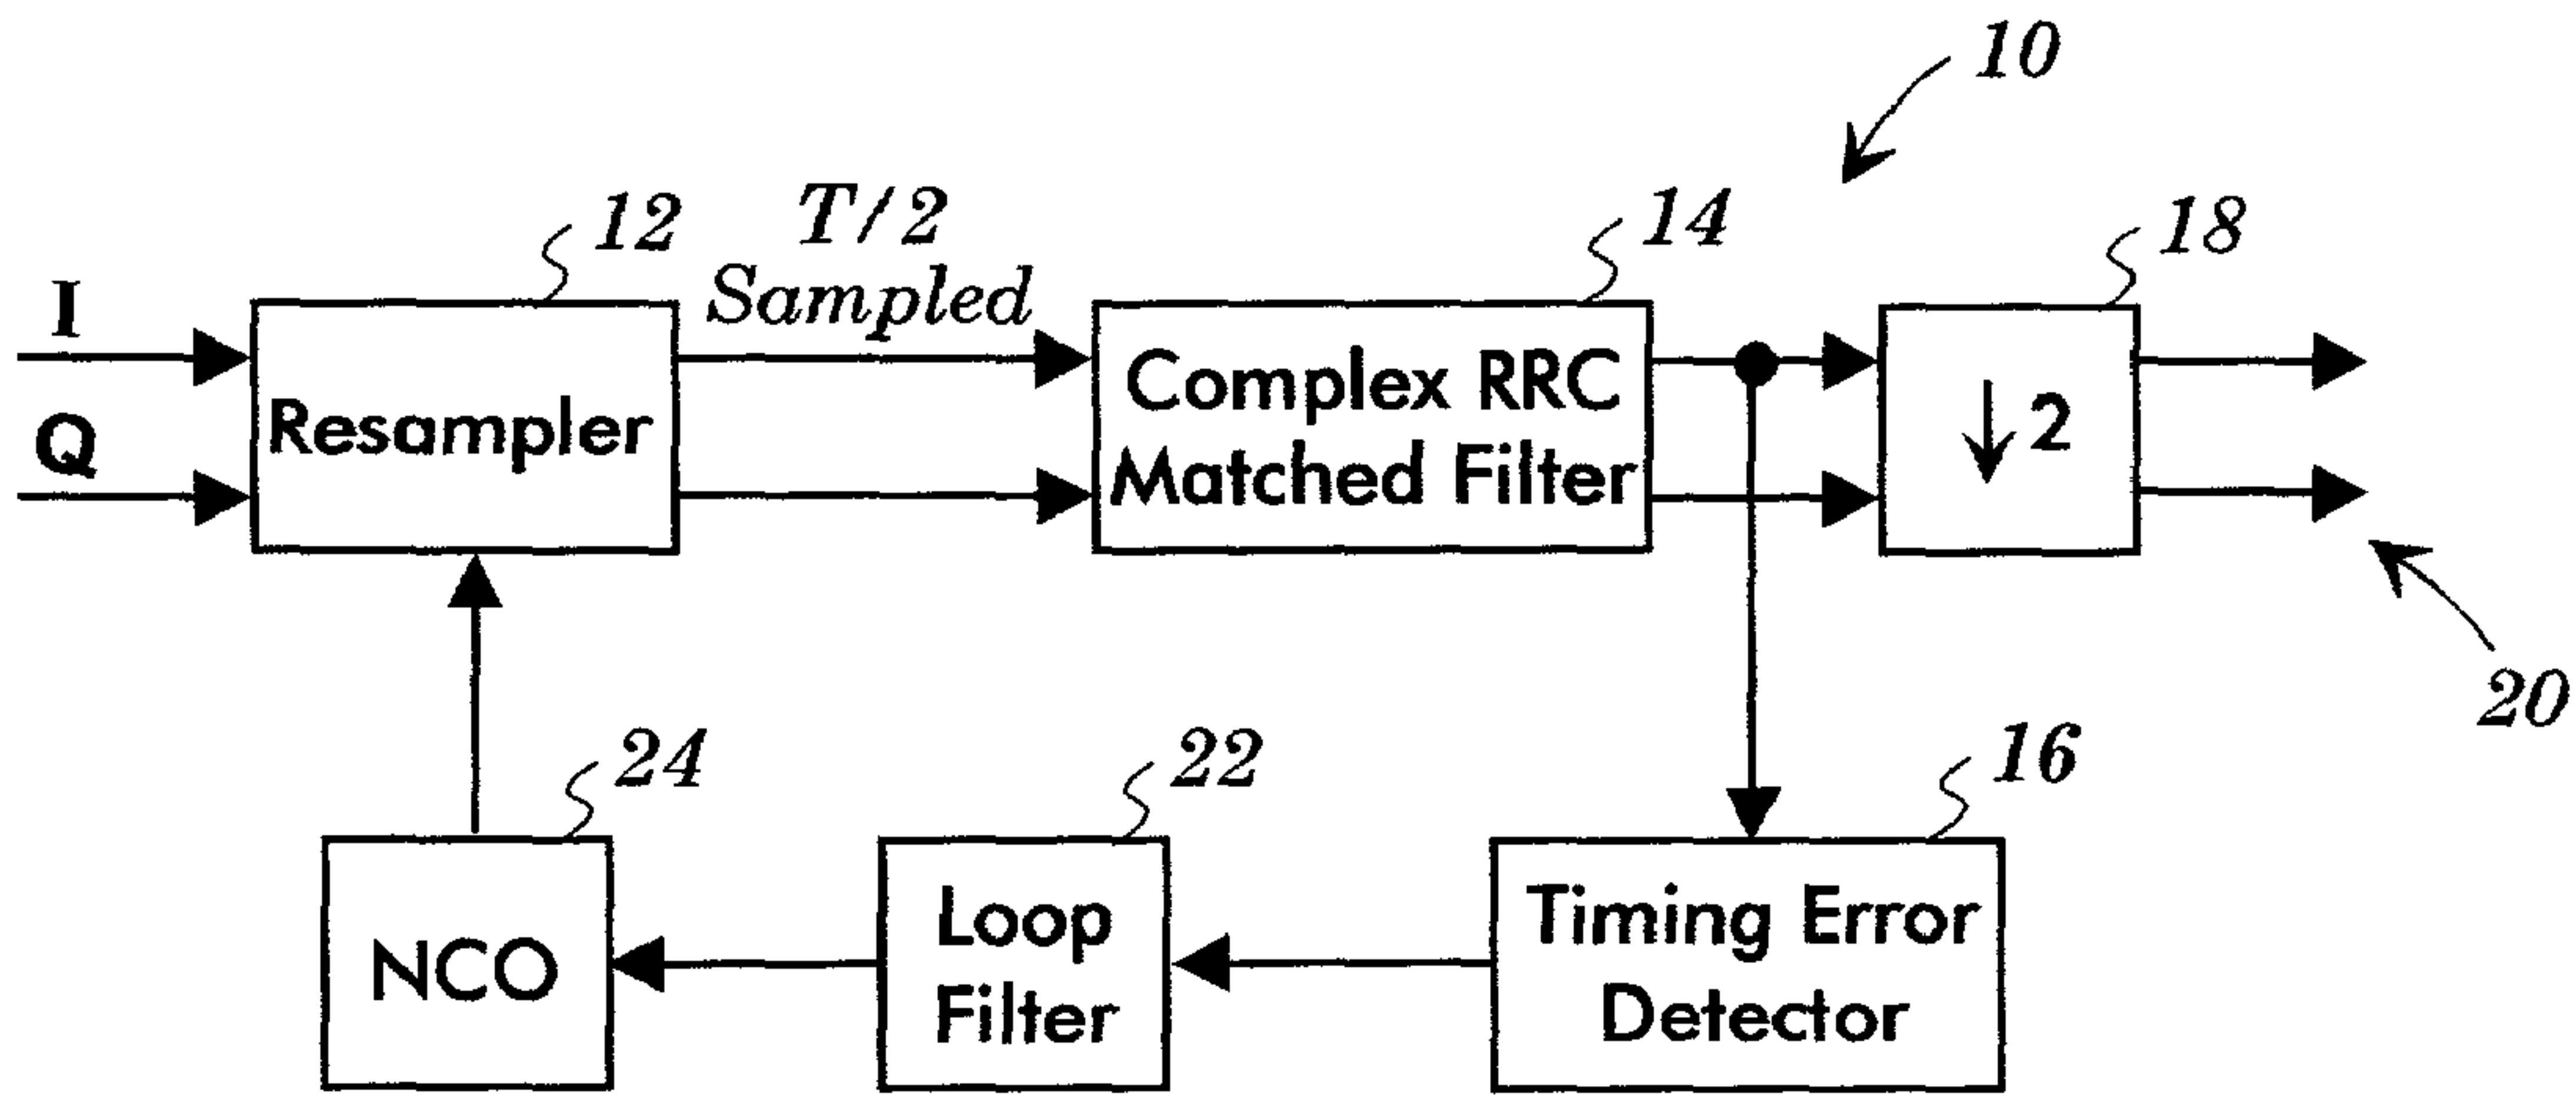 10
12
T/2
Sampled
14
18
I
Q
Resampler
Complex RRC
Matched Filter
↓2
20
24
22
16
NCO
Loop
Filter
Timing Error
Detector